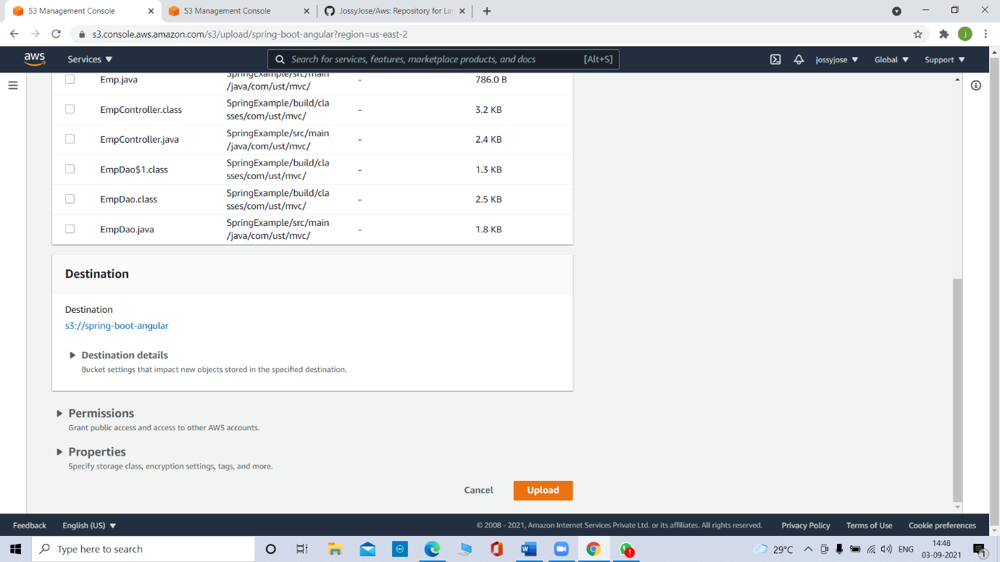 S3 Management Console
S3 Management Console
JossyJose/Aws: Repository for La
s3.console.aws.amazon.com/s3/upload/spring-boot-angular?region=us-east-2
j
aws
Services
Search for services, features, marketplace products, and docs
[Alt+S]
jossyjose
Global
Support
Emp.java
SpringExample/src/main
/java/com/ust/mvc/
-
786.0 B
EmpController.class
SpringExample/build/cla
sses/com/ust/mvc/
-
3.2 KB
EmpController.java
SpringExample/src/main
/java/com/ust/mvc/
-
2.4 KB
EmpDao$1.class
SpringExample/build/cla
sses/com/ust/mvc/
-
1.3 KB
EmpDao.class
SpringExample/build/cla
sses/com/ust/mvc/
-
2.5 KB
EmpDao.java
SpringExample/src/main
/java/com/ust/mvc/
-
1.8 KB
Destination
Destination
s3://spring-boot-angular
Destination details
Bucket settings that impact new objects stored in the specified destination.
Permissions
Grant public access and access to other AWS accounts.
Properties
Specify storage class, encryption settings, tags, and more.
Cancel
Upload
Feedback
English (US)
© 2008 - 2021, Amazon Internet Services Private Ltd. or its affiliates. All rights reserved.
Privacy Policy
Terms of Use
Cookie preferences
Type here to search
29°C
ENG
14:48
03-09-2021
1